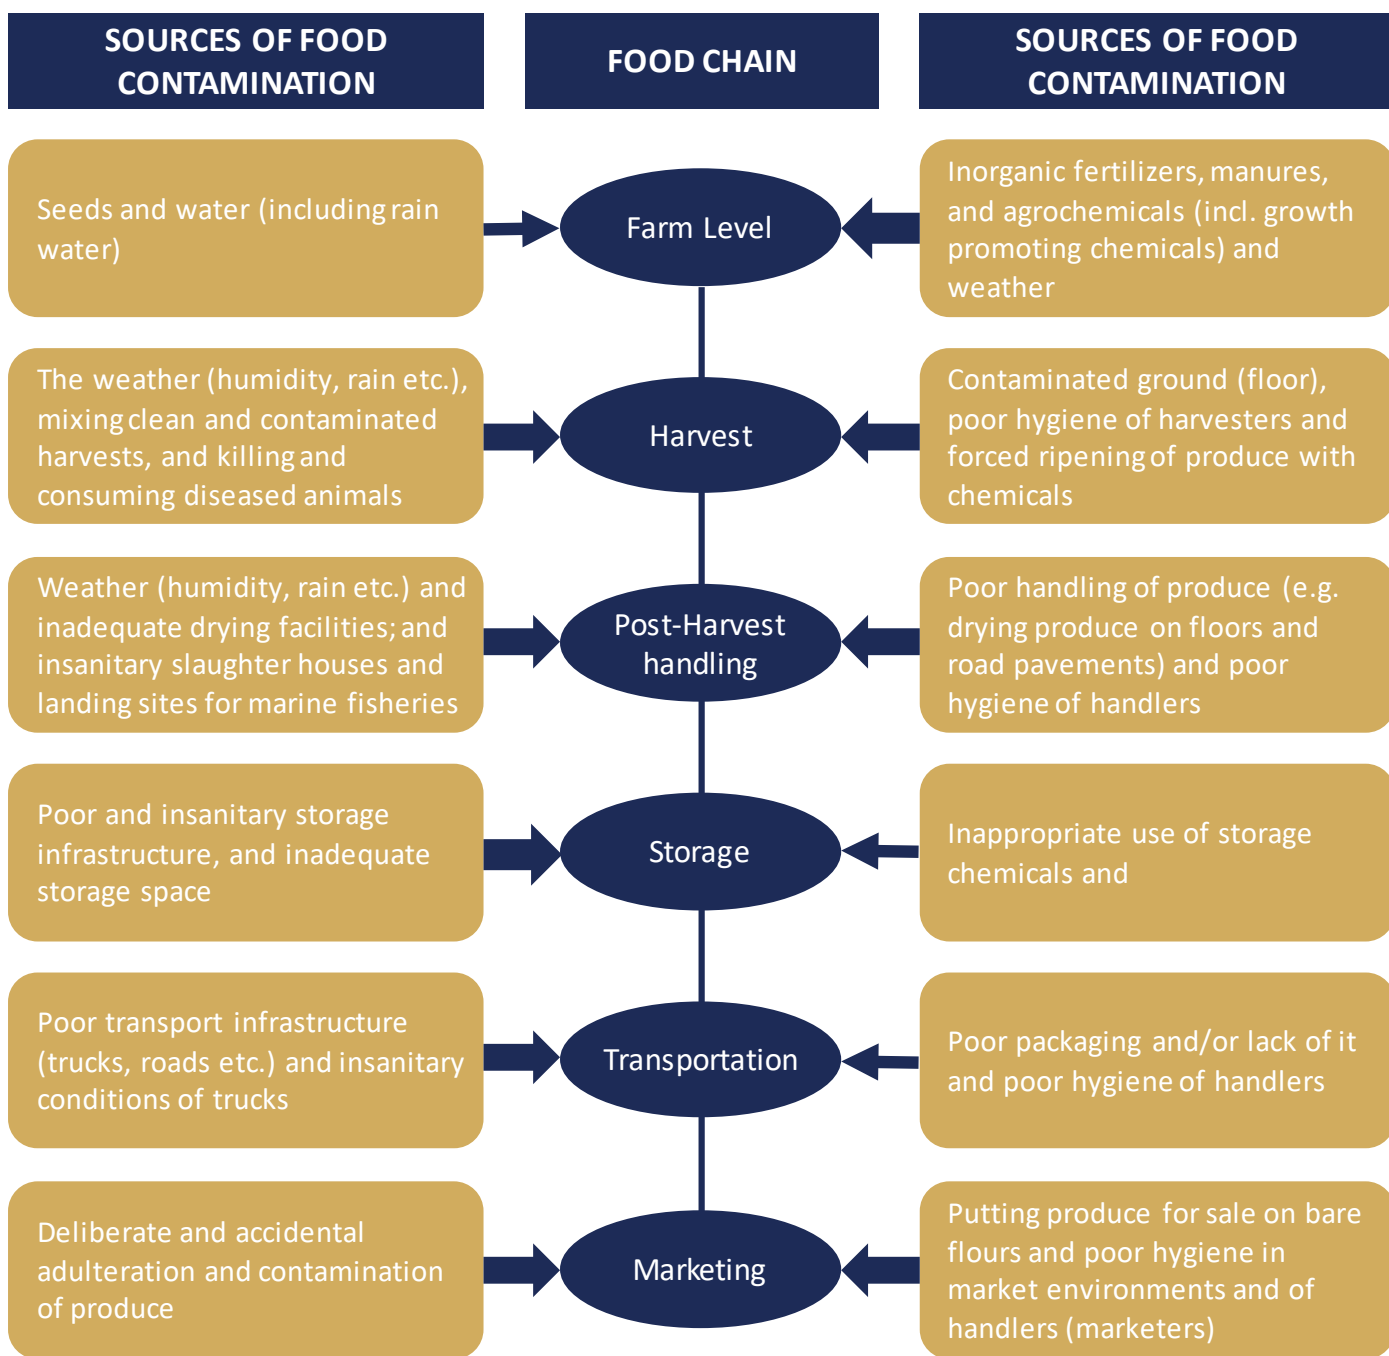 SOURCES OF FOOD
CONTAMINATION
FOOD CHAIN
SOURCES OF FOOD
CONTAMINATION
Seeds and water (including rain
water)
Farm Level
Inorganic fertilizers, manures,
and agrochemicals (incl. growth
promoting chemicals) and
weather
The weather (humidity, rain etc.),
mixing clean and contaminated
harvests, and killing and
consuming diseased animals
Harvest
Contaminated ground (floor),
poor hygiene of harvesters and
forced ripening of produce with
chemicals
Weather (humidity, rain etc.) and
inadequate drying facilities; and
insanitary slaughter houses and
landing sites for marine fisheries
Post-Harvest
handling
Poor handling of produce (e.g.
drying produce on floors and
road pavements) and poor
hygiene of handlers
Poor and insanitary storage
infrastructure, and inadequate
storage space
Storage
Inappropriate use of storage
chemicals and
Poor transport infrastructure
(trucks, roads etc.) and insanitary
conditions of trucks
Transportation
Poor packaging and/or lack of it
and poor hygiene of handlers
Deliberate and accidental
adulteration and contamination
of produce
Marketing
Putting produce for sale on bare
flours and poor hygiene in
market environments and of
handlers (marketers)